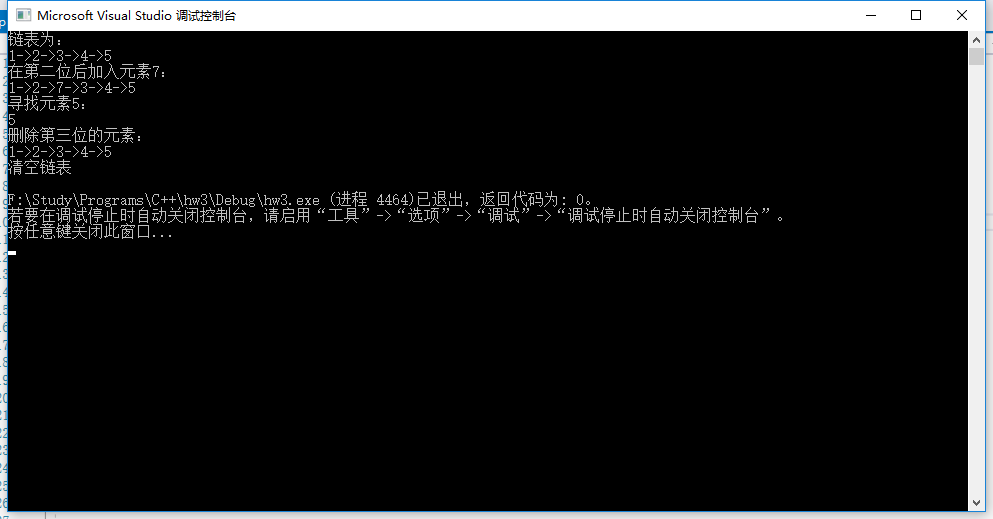 Microsoft Visual Studio 调试控制台
链表为:
1->2->3->4->5
在第二位后加入元素7:
1->2->7->3->4->5
寻找元素5:
5
删除第三位的元素:
1->2->3->4->5
清空链表
F:\Study\Programs\C++\hw3\Debug\hw3.exe (进程 4464)已退出，返回代码为: 0。
若要在调试停止时自动关闭控制台，请启用“工具”->“选项”->“调试”->“调试停止时自动关闭控制台”。
按任意键关闭此窗口...